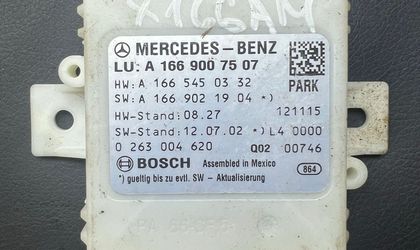 X166AM
MERCEDES-BENZ
LU: A 166 900 75 07
HW: A 166 545 03 32 PARK
SW: A 166 902 19 04 *)
HW-Stand: 08.27 121115
SW-Stand: 12.07.02 *) L4 0000
0 263 004 620 Q02 00746
BOSCH Assembled in Mexico
*) gueltig bis zu evtl. SW - Aktualisierung 864